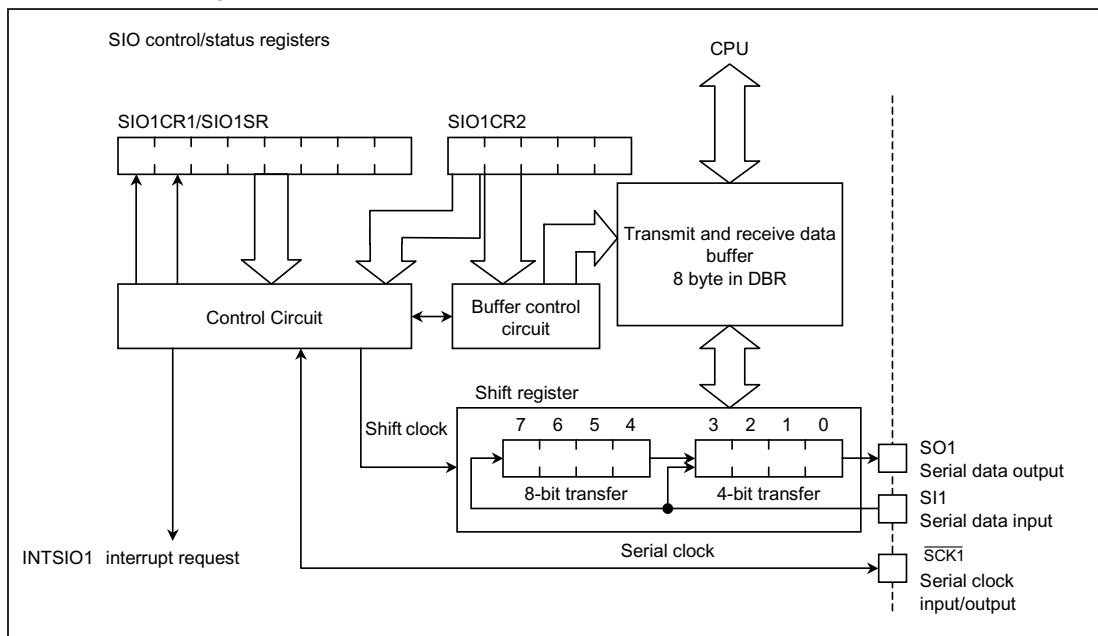 SIO control/status registers
CPU
SIO1CR1/SIO1SR
SIO1CR2
Transmit and receive data
buffer
8 byte in DBR
Control Circuit
Buffer control
circuit
Shift register
Shift clock
7 6 5 4
3 2 1 0
8-bit transfer
4-bit transfer
SO1
Serial data output
SI1
Serial data input
INTSIO1 interrupt request
Serial clock
SCK1
Serial clock
input/output